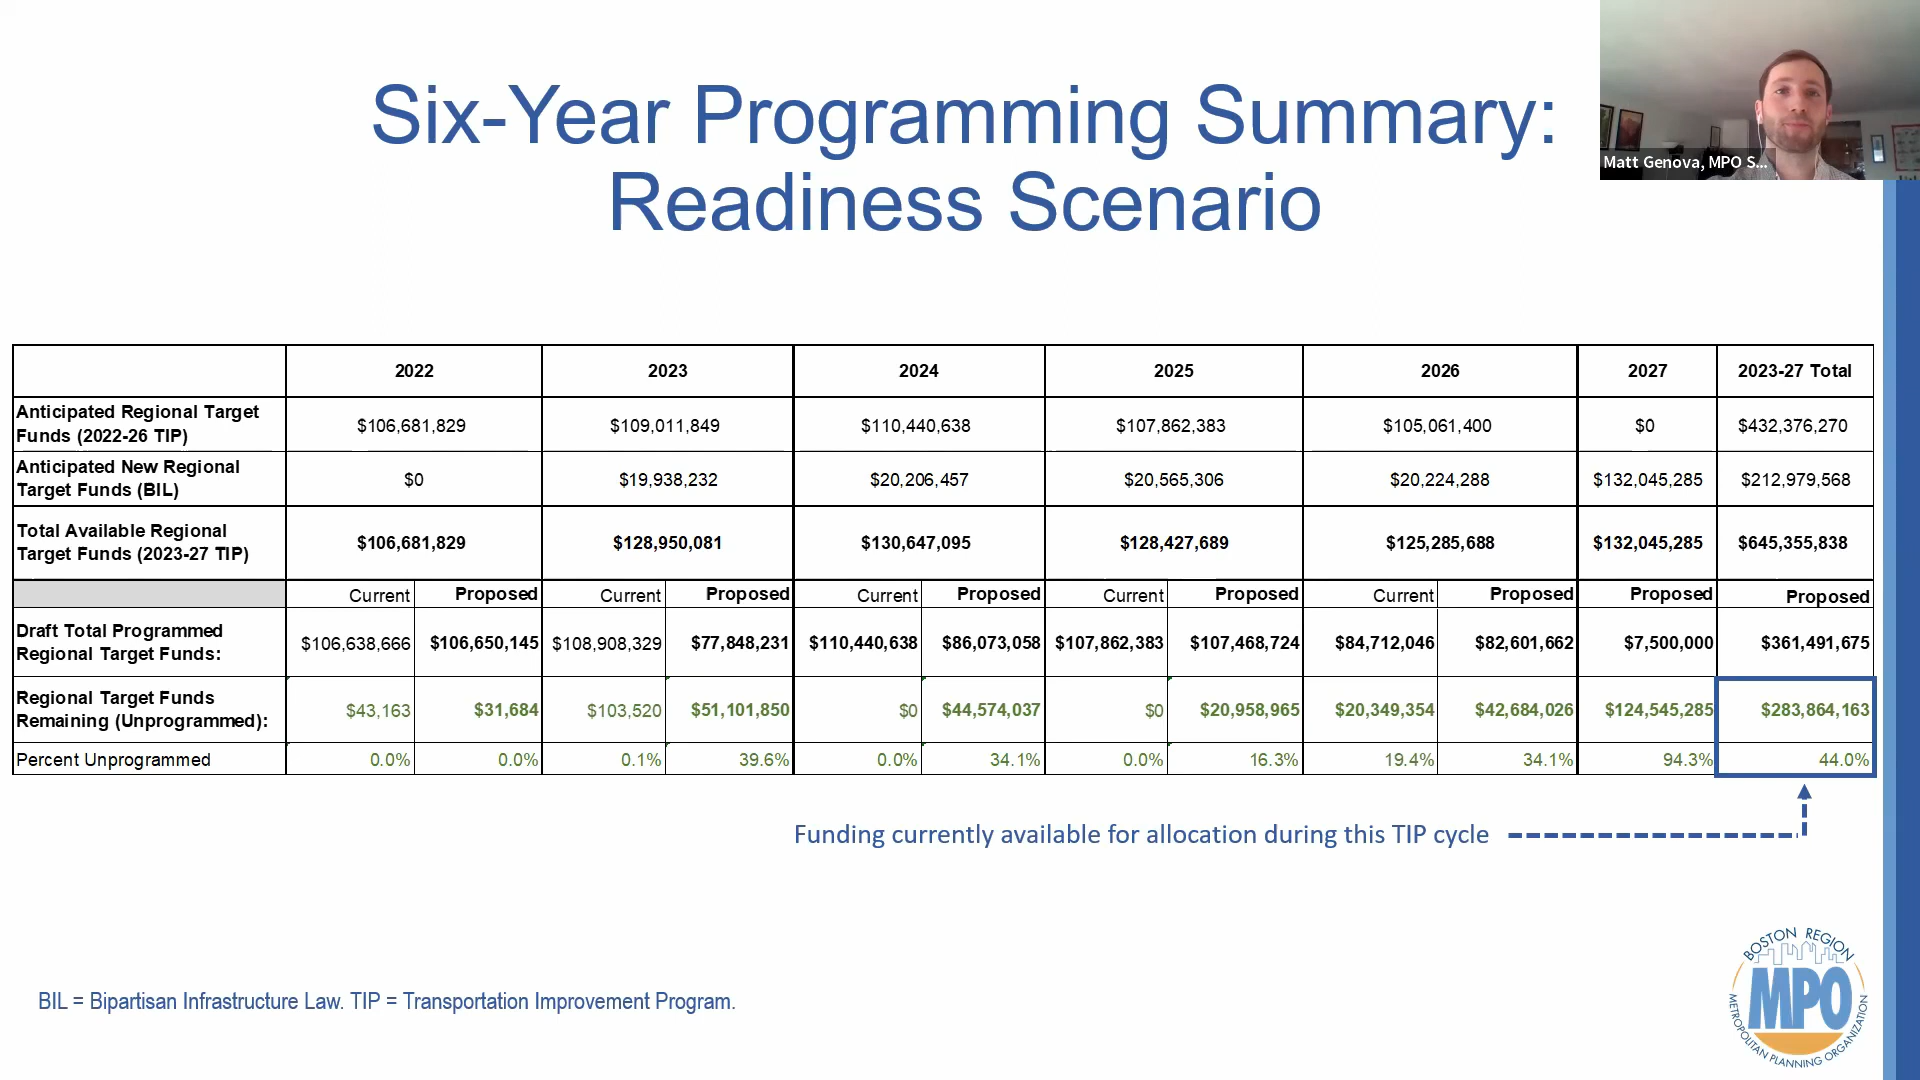 Six-Year Programming Summary:
Readiness Scenario
Matt Genova, MPO S...
2022 2023 2024 2025 2026 2027 2023-27 Total
Anticipated Regional Target
Funds (2022-26 TIP)
$106,681,829 $109,011,849 $110,440,638 $107,862,383 $105,061,400 $0 $432,376,270
Anticipated New Regional
Target Funds (BIL)
$0 $19,938,232 $20,206,457 $20,565,306 $20,224,288 $132,045,285 $212,979,568
Total Available Regional
Target Funds (2023-27 TIP)
$106,681,829 $128,950,081 $130,647,095 $128,427,689 $125,285,688 $132,045,285 $645,355,838
Current Proposed Current Proposed Current Proposed Current Proposed Current Proposed Proposed Proposed
Draft Total Programmed
Regional Target Funds:
$106,638,666 $106,650,145 $108,908,329 $77,848,231 $110,440,638 $86,073,058 $107,862,383 $107,468,724 $84,712,046 $82,601,662 $7,500,000 $361,491,675
Regional Target Funds
Remaining (Unprogrammed):
$43,163 $31,684 $103,520 $51,101,850 $0 $44,574,037 $0 $20,958,965 $20,349,354 $42,684,026 $124,545,285 $283,864,163
Percent Unprogrammed 0.0% 0.0% 0.1% 39.6% 0.0% 34.1% 0.0% 16.3% 19.4% 34.1% 94.3% 44.0%
Funding currently available for allocation during this TIP cycle
BIL = Bipartisan Infrastructure Law. TIP = Transportation Improvement Program.
BOSTON REGION
MPO
METROPOLITAN PLANNING ORGANIZATION